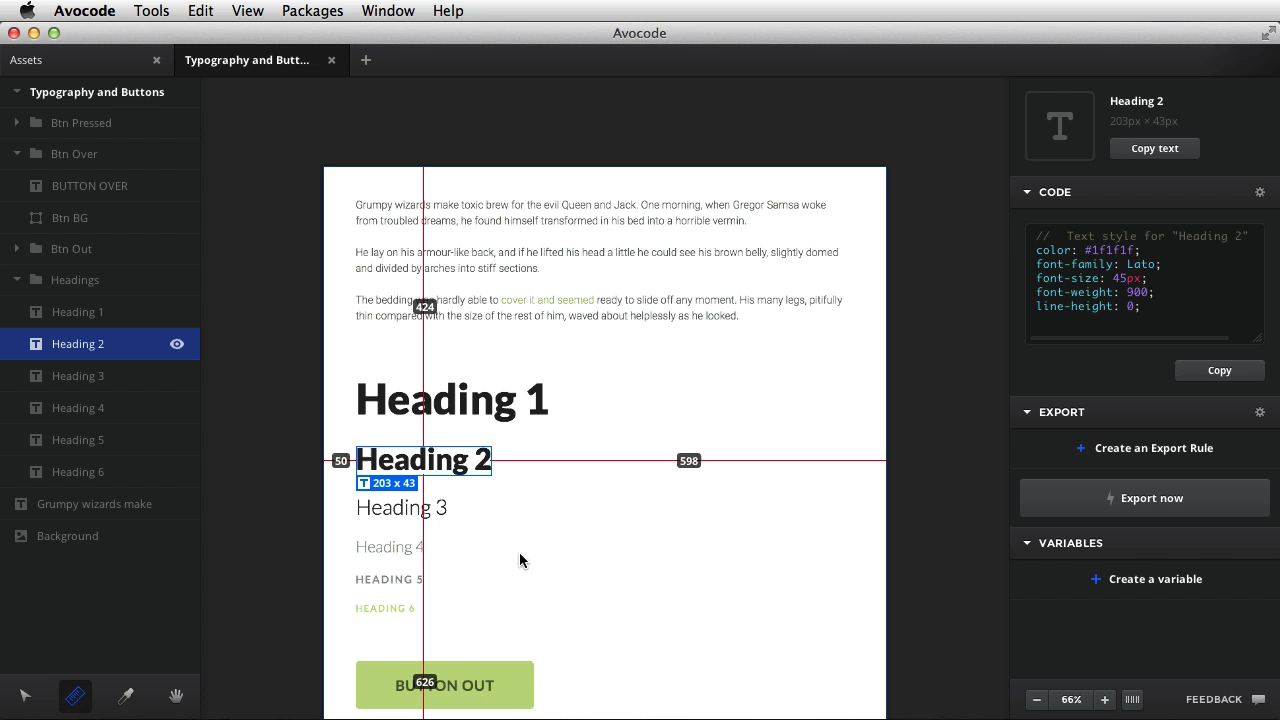 Avocode Tools Edit View Packages Window Help
Avocode
Assets
Typography and Butt...
Typography and Buttons
Btn Pressed
Btn Over
BUTTON OVER
Btn BG
Btn Out
Headings
Heading 1
Heading 2
Heading 3
Heading 4
Heading 5
Heading 6
Grumpy wizards make
Background
Grumpy wizards make toxic brew for the evil Queen and Jack. One morning, when Gregor Samsa woke
from troubled dreams, he found himself transformed in his bed into a horrible vermin.
He lay on his armour-like back, and if he lifted his head a little he could see his brown belly, slightly domed
and divided by arches into stiff sections.
The bedding hardly able to cover it and seemed ready to slide off any moment. His many legs, pitifully
thin compared with the size of the rest of him, waved about helplessly as he looked.
424
Heading 1
50
Heading 2
598
T 203 x 43
Heading 3
Heading 4
HEADING 5
HEADING 6
BUTTON OUT
626
T
Heading 2
203px × 43px
Copy text
CODE
// Text style for "Heading 2"
color: #1f1f1f;
font-family: Lato;
font-size: 45px;
font-weight: 900;
line-height: 0;
Copy
EXPORT
+ Create an Export Rule
Export now
VARIABLES
+ Create a variable
− 66% +
FEEDBACK